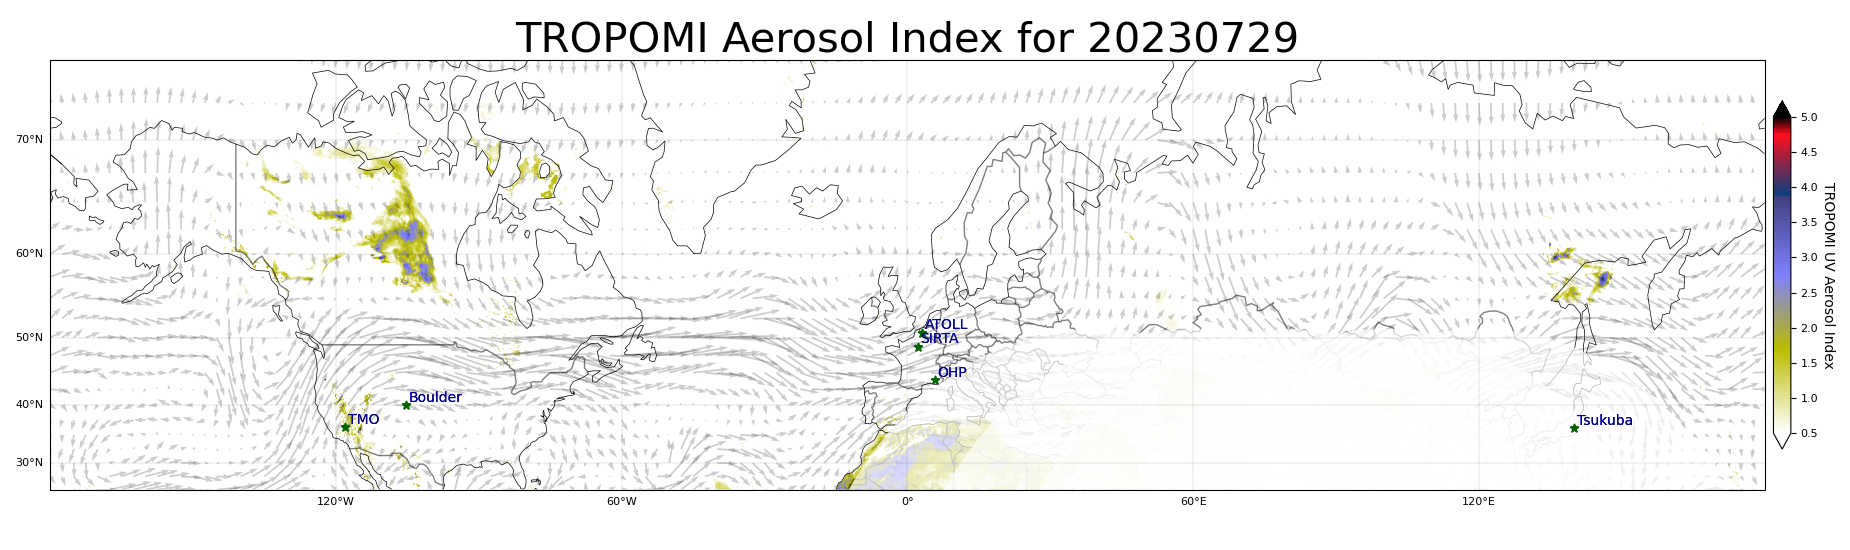 TROPOMI Aerosol Index for 20230729
70°N
60°N
50°N
40°N
30°N
120°W
60°W
0°
60°E
120°E
ATOLL
SIRTA
OHP
Boulder
TMO
Tsukuba
5.0
4.5
4.0
3.5
3.0
2.5
2.0
1.5
1.0
0.5
TROPOMI UV Aerosol Index